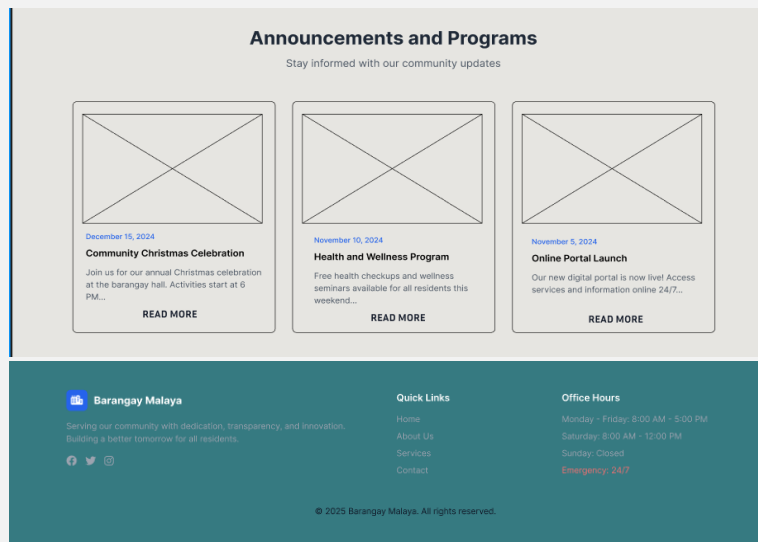 Announcements and Programs
Stay informed with our community updates
December 15, 2024
Community Christmas Celebration
Join us for our annual Christmas celebration
at the barangay hall. Activities start at 6
PM...
READ MORE
November 10, 2024
Health and Wellness Program
Free health checkups and wellness
seminars available for all residents this
weekend...
READ MORE
November 5, 2024
Online Portal Launch
Our new digital portal is now live! Access
services and information online 24/7...
READ MORE
Barangay Malaya
Serving our community with dedication, transparency, and innovation.
Building a better tomorrow for all residents.
Quick Links
Home
About Us
Services
Contact
Office Hours
Monday - Friday: 8:00 AM - 5:00 PM
Saturday: 8:00 AM - 12:00 PM
Sunday: Closed
Emergency: 24/7
© 2025 Barangay Malaya. All rights reserved.